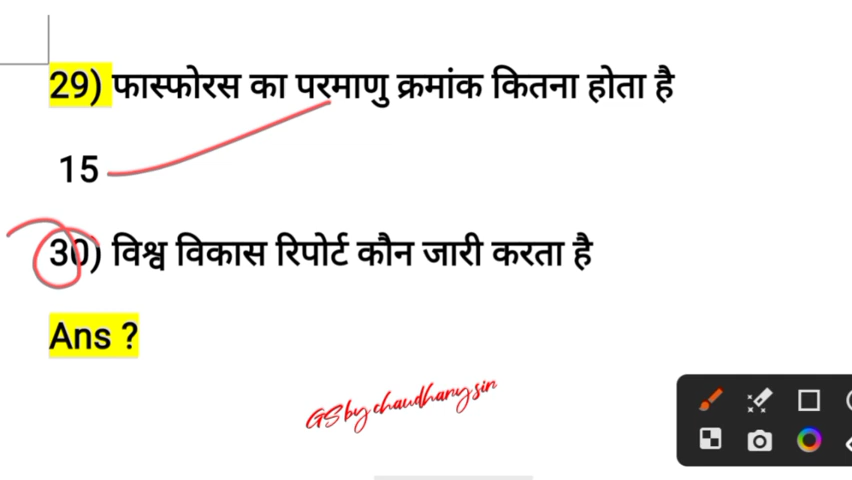 29) फास्फोरस का परमाणु क्रमांक कितना होता है
15
30) विश्व विकास रिपोर्ट कौन जारी करता है
Ans ?
GS by chaudhary sir